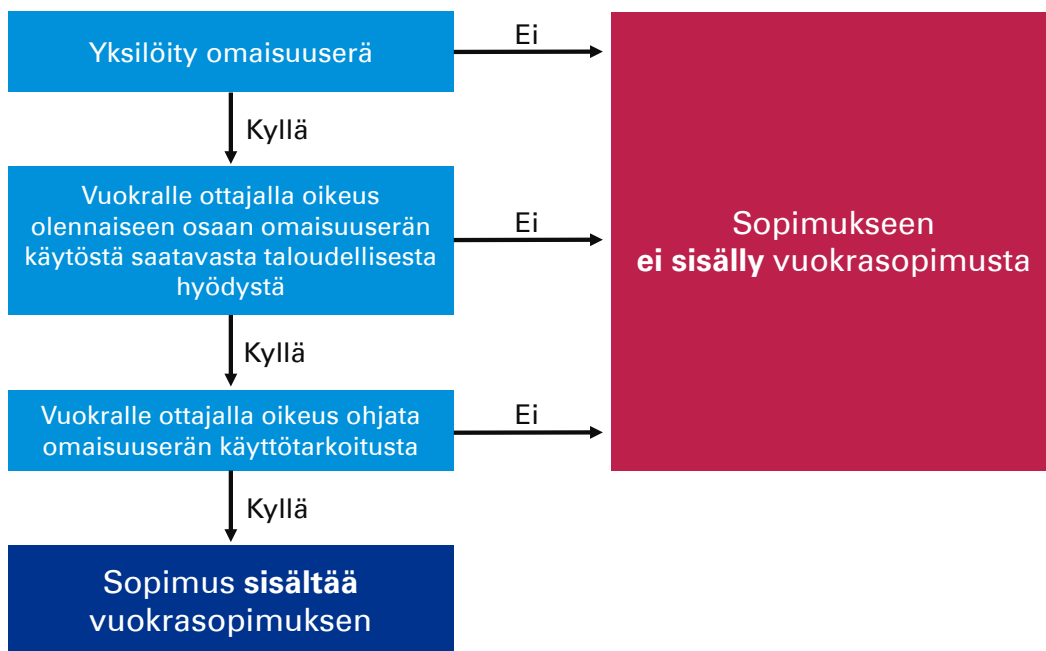 Yksilöity omaisuuserä
Ei
Kyllä
Vuokralle ottajalla oikeus
olennaiseen osaan omaisuuserän
käytöstä saatavasta taloudellisesta
hyödystä
Ei
Sopimukseen
ei sisälly vuokrasopimusta
Kyllä
Vuokralle ottajalla oikeus ohjata
omaisuuserän käyttötarkoitusta
Ei
Kyllä
Sopimus sisältää
vuokrasopimuksen